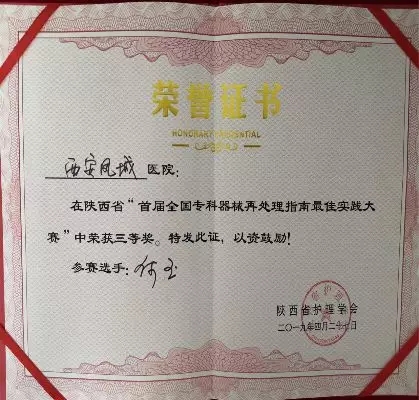 荣誉证书
HONORARY CREDENTIAL
西安凤城医院:
在陕西省“首届全国专科器械再处理指南最佳实践大
赛”中荣获三等奖。特发此证,以资鼓励!
参赛选手:何玉
陕西省护理学会
二〇一九年四月二十七日